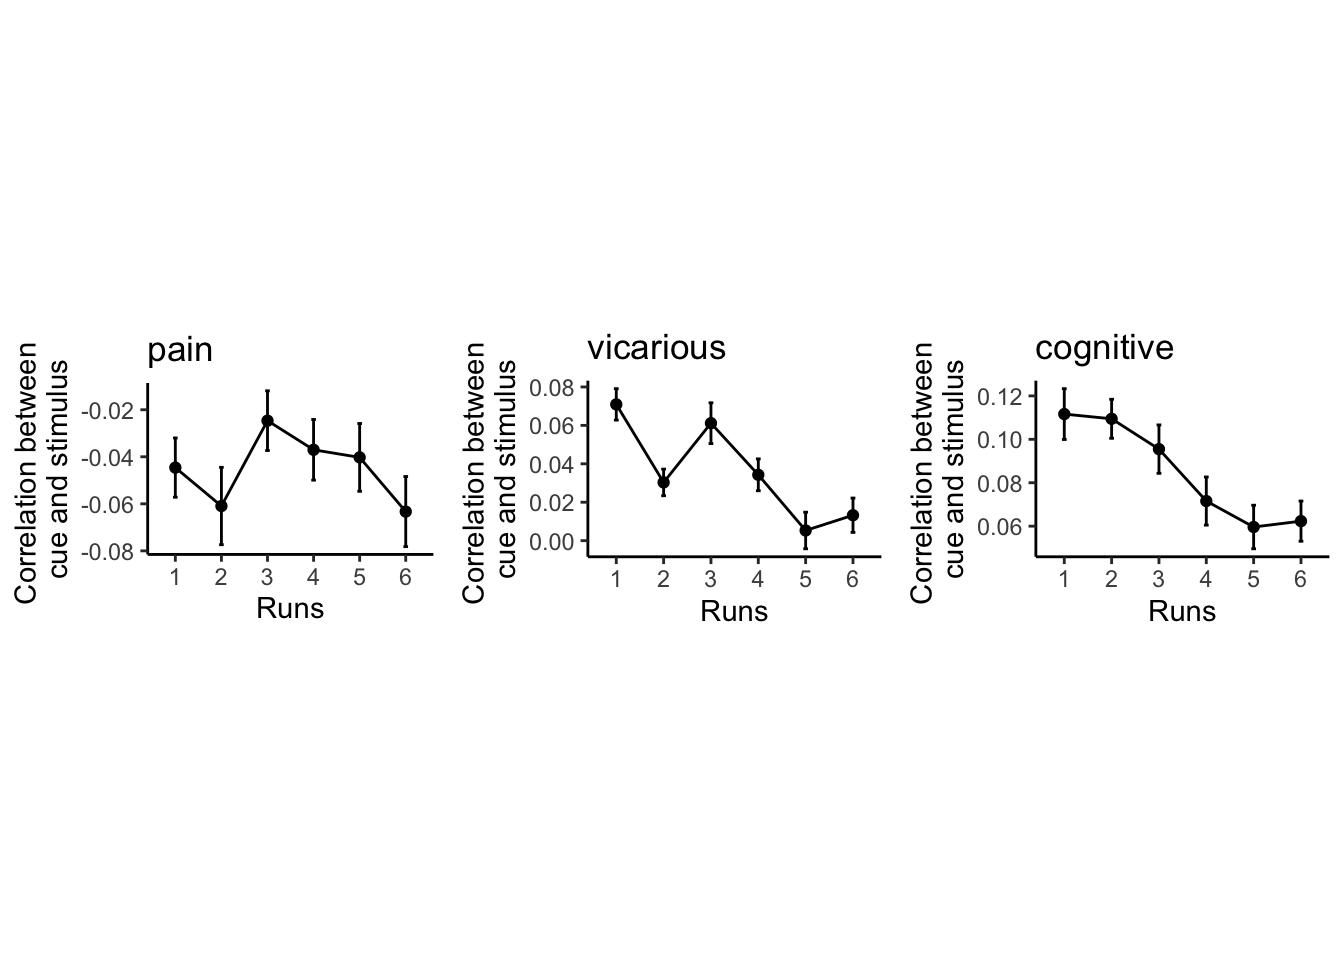 pain
Correlation between
cue and stimulus
-0.02
-0.04
-0.06
-0.08
1 2 3 4 5 6
Runs
vicarious
Correlation between
cue and stimulus
0.08
0.06
0.04
0.02
0.00
1 2 3 4 5 6
Runs
cognitive
Correlation between
cue and stimulus
0.12
0.10
0.08
0.06
1 2 3 4 5 6
Runs